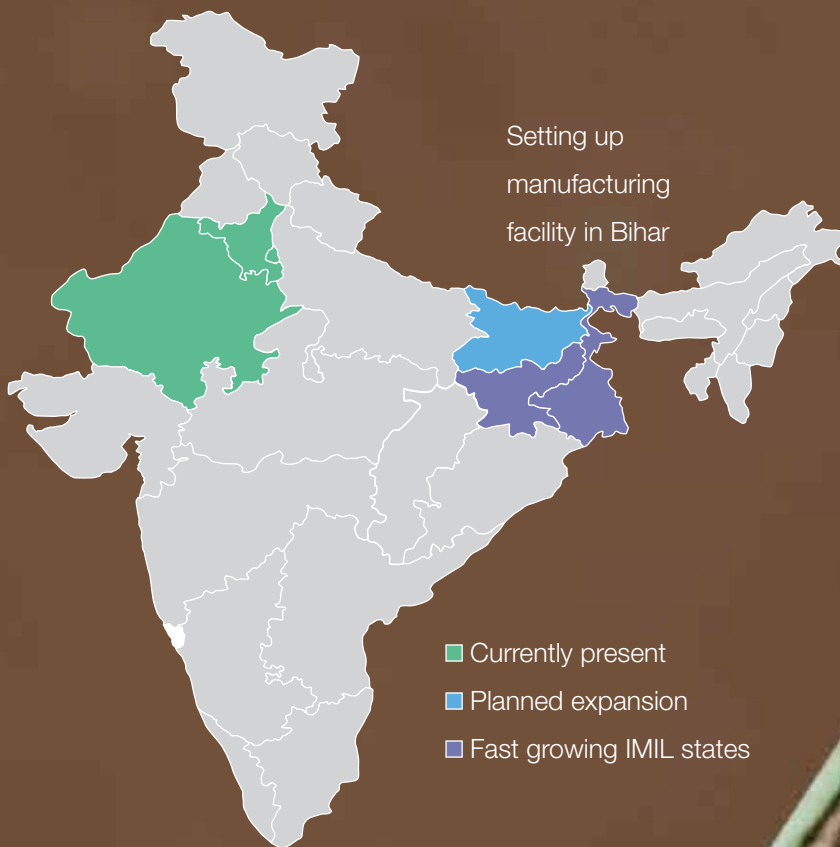 Setting up
manufacturing
facility in Bihar
Currently present
Planned expansion
Fast growing IMIL states